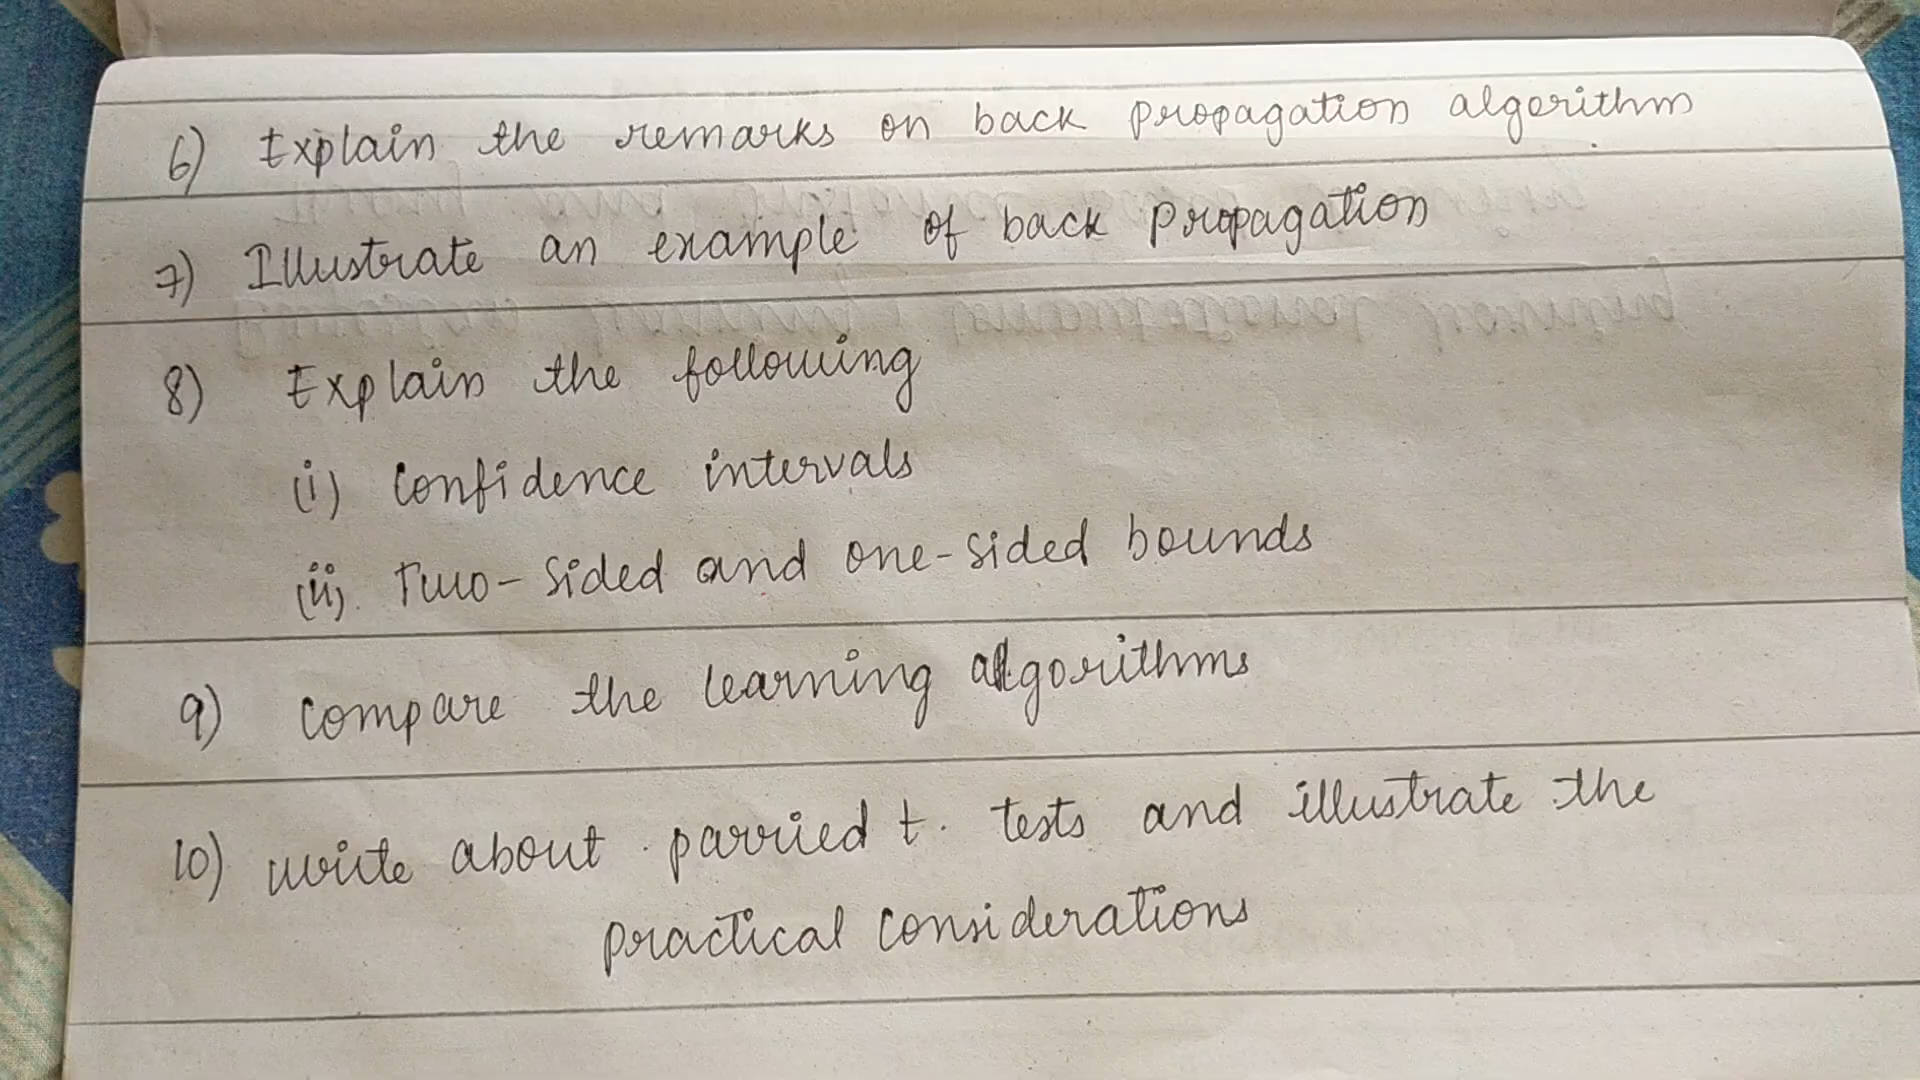 6) Explain the remarks on back propagation algorithm
7) Illustrate an example of back propagation
8) Explain the following
(i) Confidence intervals
(ii) Two-sided and one-sided bounds
9) compare the learning algorithms
10) write about parried t. tests and illustrate the
practical considerations